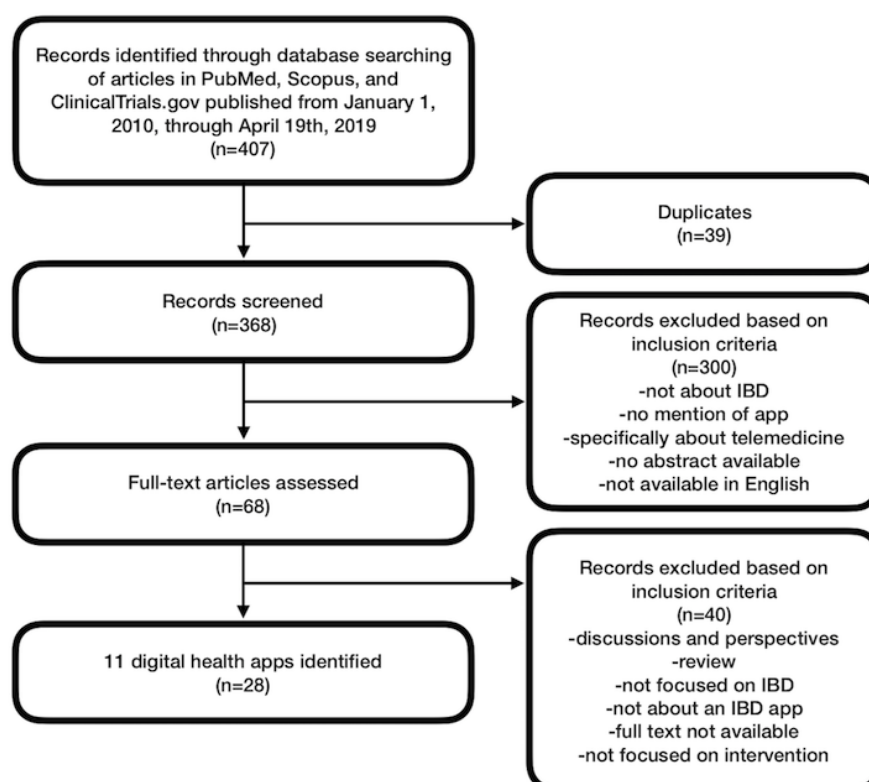 Records identified through database searching
of articles in PubMed, Scopus, and
ClinicalTrials.gov published from January 1,
2010, through April 19th, 2019
(n=407)
Duplicates
(n=39)
Records screened
(n=368)
Records excluded based on
inclusion criteria
(n=300)
-not about IBD
-no mention of app
-specifically about telemedicine
-no abstract available
-not available in English
Full-text articles assessed
(n=68)
Records excluded based on
inclusion criteria
(n=40)
-discussions and perspectives
-review
-not focused on IBD
-not about an IBD app
-full text not available
-not focused on intervention
11 digital health apps identified
(n=28)